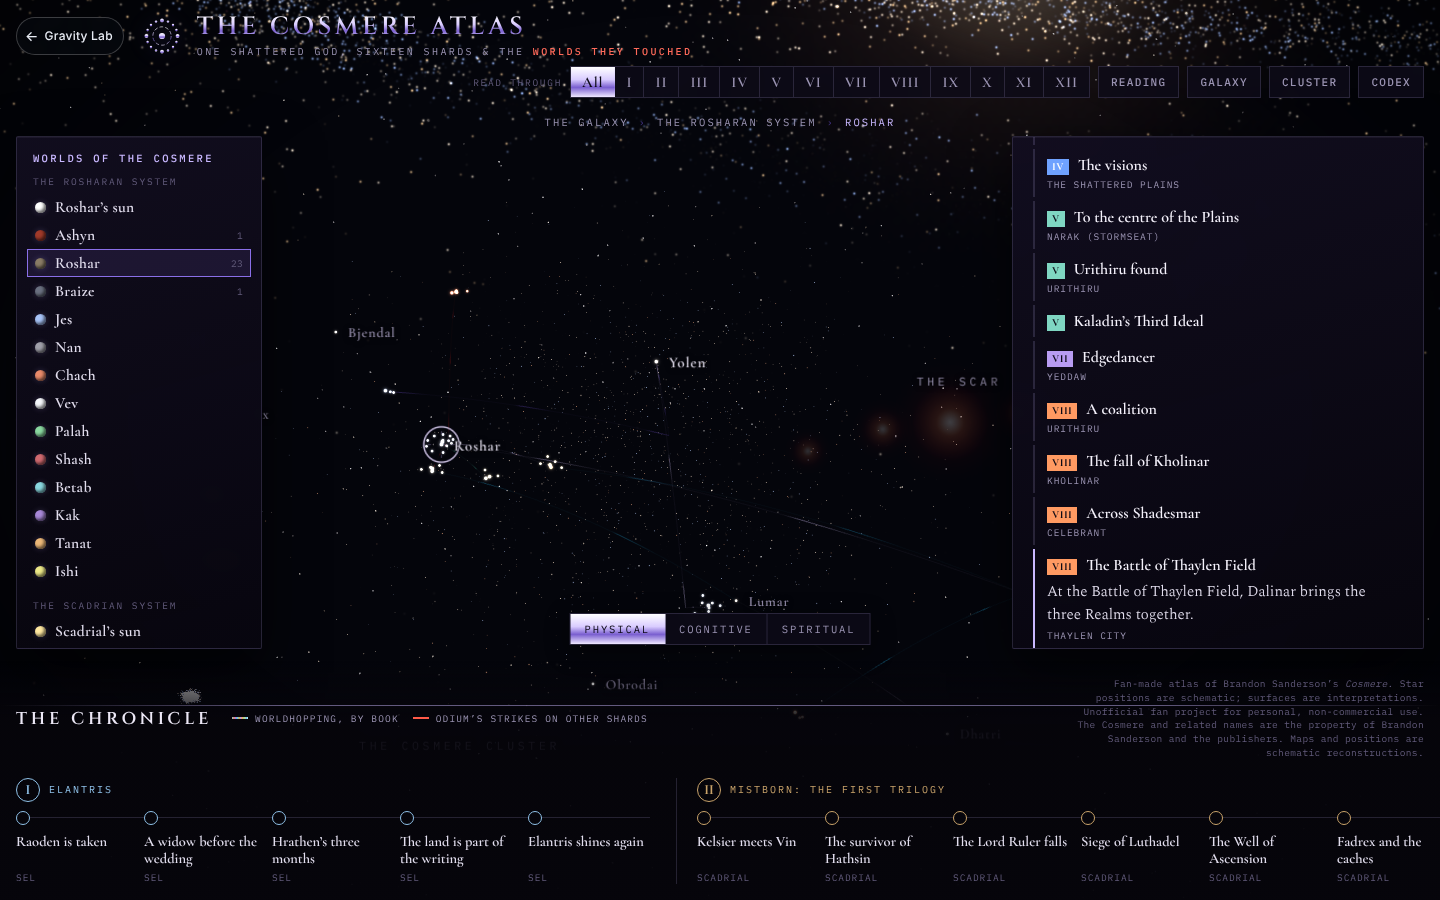 ← Gravity Lab
THE COSMERE ATLAS
ONE SHATTERED GOD, SIXTEEN SHARDS & THE WORLDS THEY TOUCHED
READ THROUGH All I II III IV V VI VII VIII IX X XI XII READING GALAXY CLUSTER CODEX
THE GALAXY THE ROSHARAN SYSTEM ROSHAR
WORLDS OF THE COSMERE
THE ROSHARAN SYSTEM
Roshar’s sun
Ashyn 1
Roshar 23
Braize 1
Jes
Nan
Chach
Vev
Palah
Shash
Betab
Kak
Tanat
Ishi
THE SCADRIAN SYSTEM
Scadrial’s sun
Bjendal
Yolen
THE SCAR
x
Roshar
Lumar
PHYSICAL COGNITIVE SPIRITUAL
Obrodai
Dhatri
THE COSMERE CLUSTER
IV The visions
THE SHATTERED PLAINS
V To the centre of the Plains
NARAK (STORMSEAT)
V Urithiru found
URITHIRU
V Kaladin’s Third Ideal
VII Edgedancer
YEDDAW
VIII A coalition
URITHIRU
VIII The fall of Kholinar
KHOLINAR
VIII Across Shadesmar
CELEBRANT
VIII The Battle of Thaylen Field
At the Battle of Thaylen Field, Dalinar brings the
three Realms together.
THAYLEN CITY
Fan-made atlas of Brandon Sanderson’s Cosmere. Star
positions are schematic; surfaces are interpretations.
Unofficial fan project for personal, non-commercial use.
The Cosmere and related names are the property of Brandon
Sanderson and the publishers. Maps and positions are
schematic reconstructions.
THE CHRONICLE WORLDHOPPING, BY BOOK ODIUM’S STRIKES ON OTHER SHARDS
I ELANTRIS
Raoden is taken
SEL
A widow before the
wedding
SEL
Hrathen’s three
months
SEL
The land is part of
the writing
SEL
Elantris shines again
SEL
II MISTBORN: THE FIRST TRILOGY
Kelsier meets Vin
SCADRIAL
The survivor of
Hathsin
SCADRIAL
The Lord Ruler falls
SCADRIAL
Siege of Luthadel
SCADRIAL
The Well of
Ascension
SCADRIAL
Fadrex and the
caches
SCADRIAL